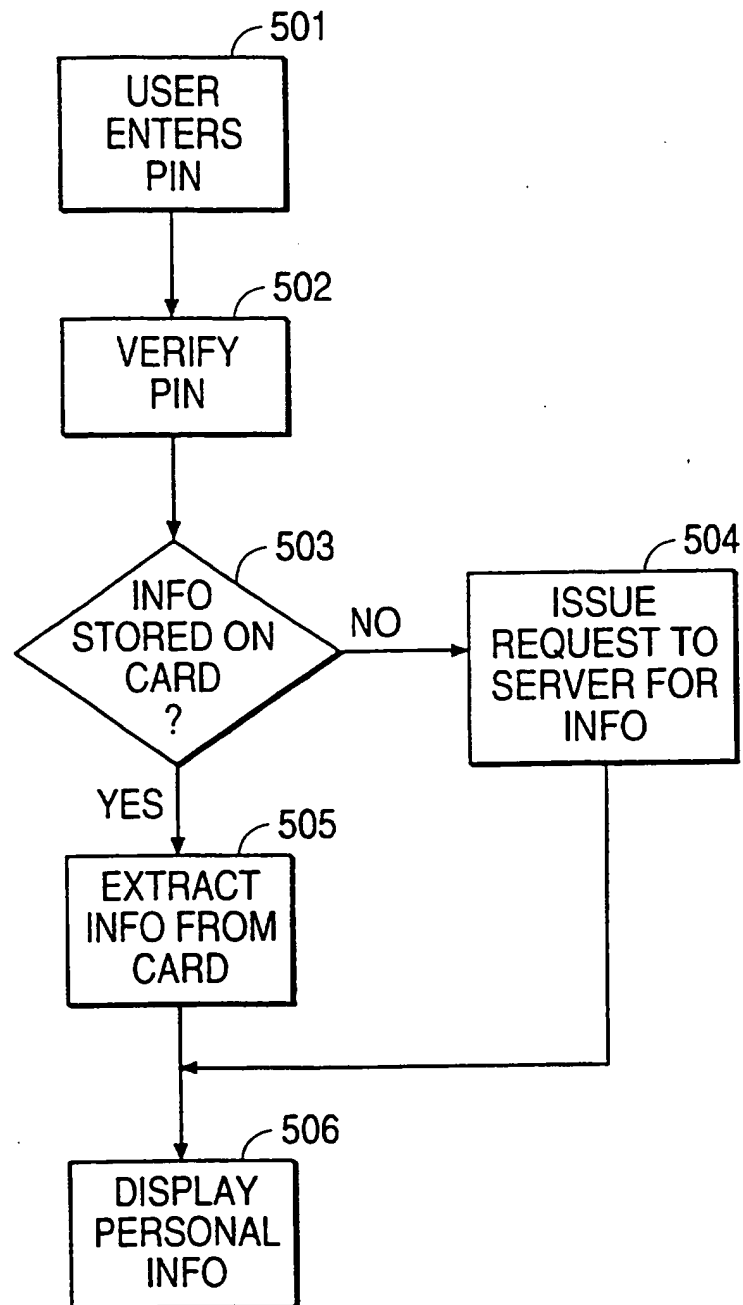 501
USER
ENTERS
PIN
502
VERIFY
PIN
503
INFO
STORED ON
CARD
?
NO
504
ISSUE
REQUEST TO
SERVER FOR
INFO
YES
505
EXTRACT
INFO FROM
CARD
506
DISPLAY
PERSONAL
INFO